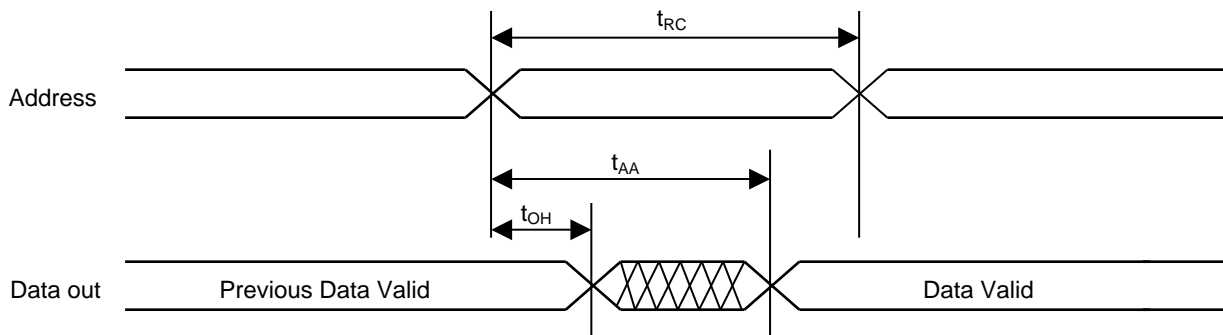 tRC
Address
tAA
tOH
Data out
Previous Data Valid
Data Valid